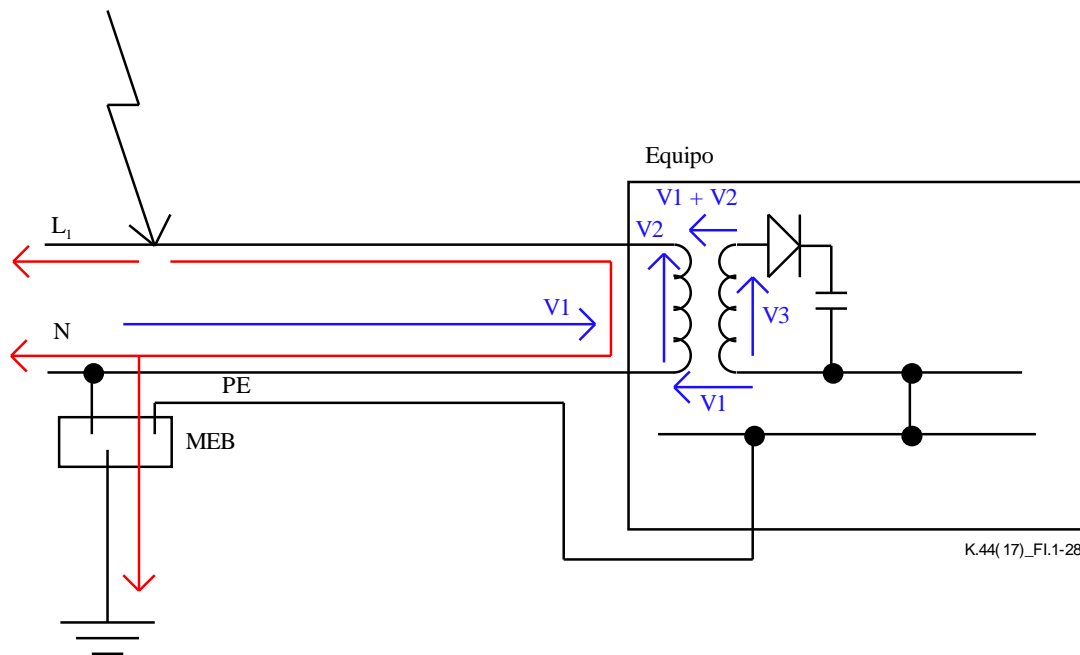 Equipo
V1 + V2
L1
V2
V1
V3
N
PE
V1
MEB
K.44(17)_FI.1-28